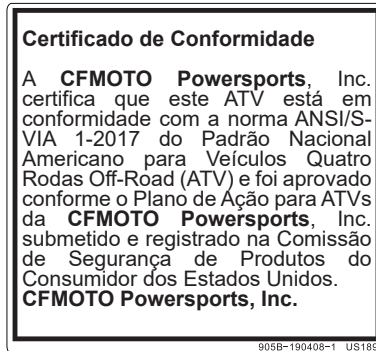 Certificado de Conformidade
A CFMOTO Powersports, Inc.
certifica que este ATV está em
conformidade com a norma ANSI/S-
VIA 1-2017 do Padrão Nacional
Americano para Veículos Quatro
Rodas Off-Road (ATV) e foi aprovado
conforme o Plano de Ação para ATVs
da CFMOTO Powersports, Inc.
submetido e registrado na Comissão
de Segurança de Produtos do
Consumidor dos Estados Unidos.
CFMOTO Powersports, Inc.
905B-190408-1 US189